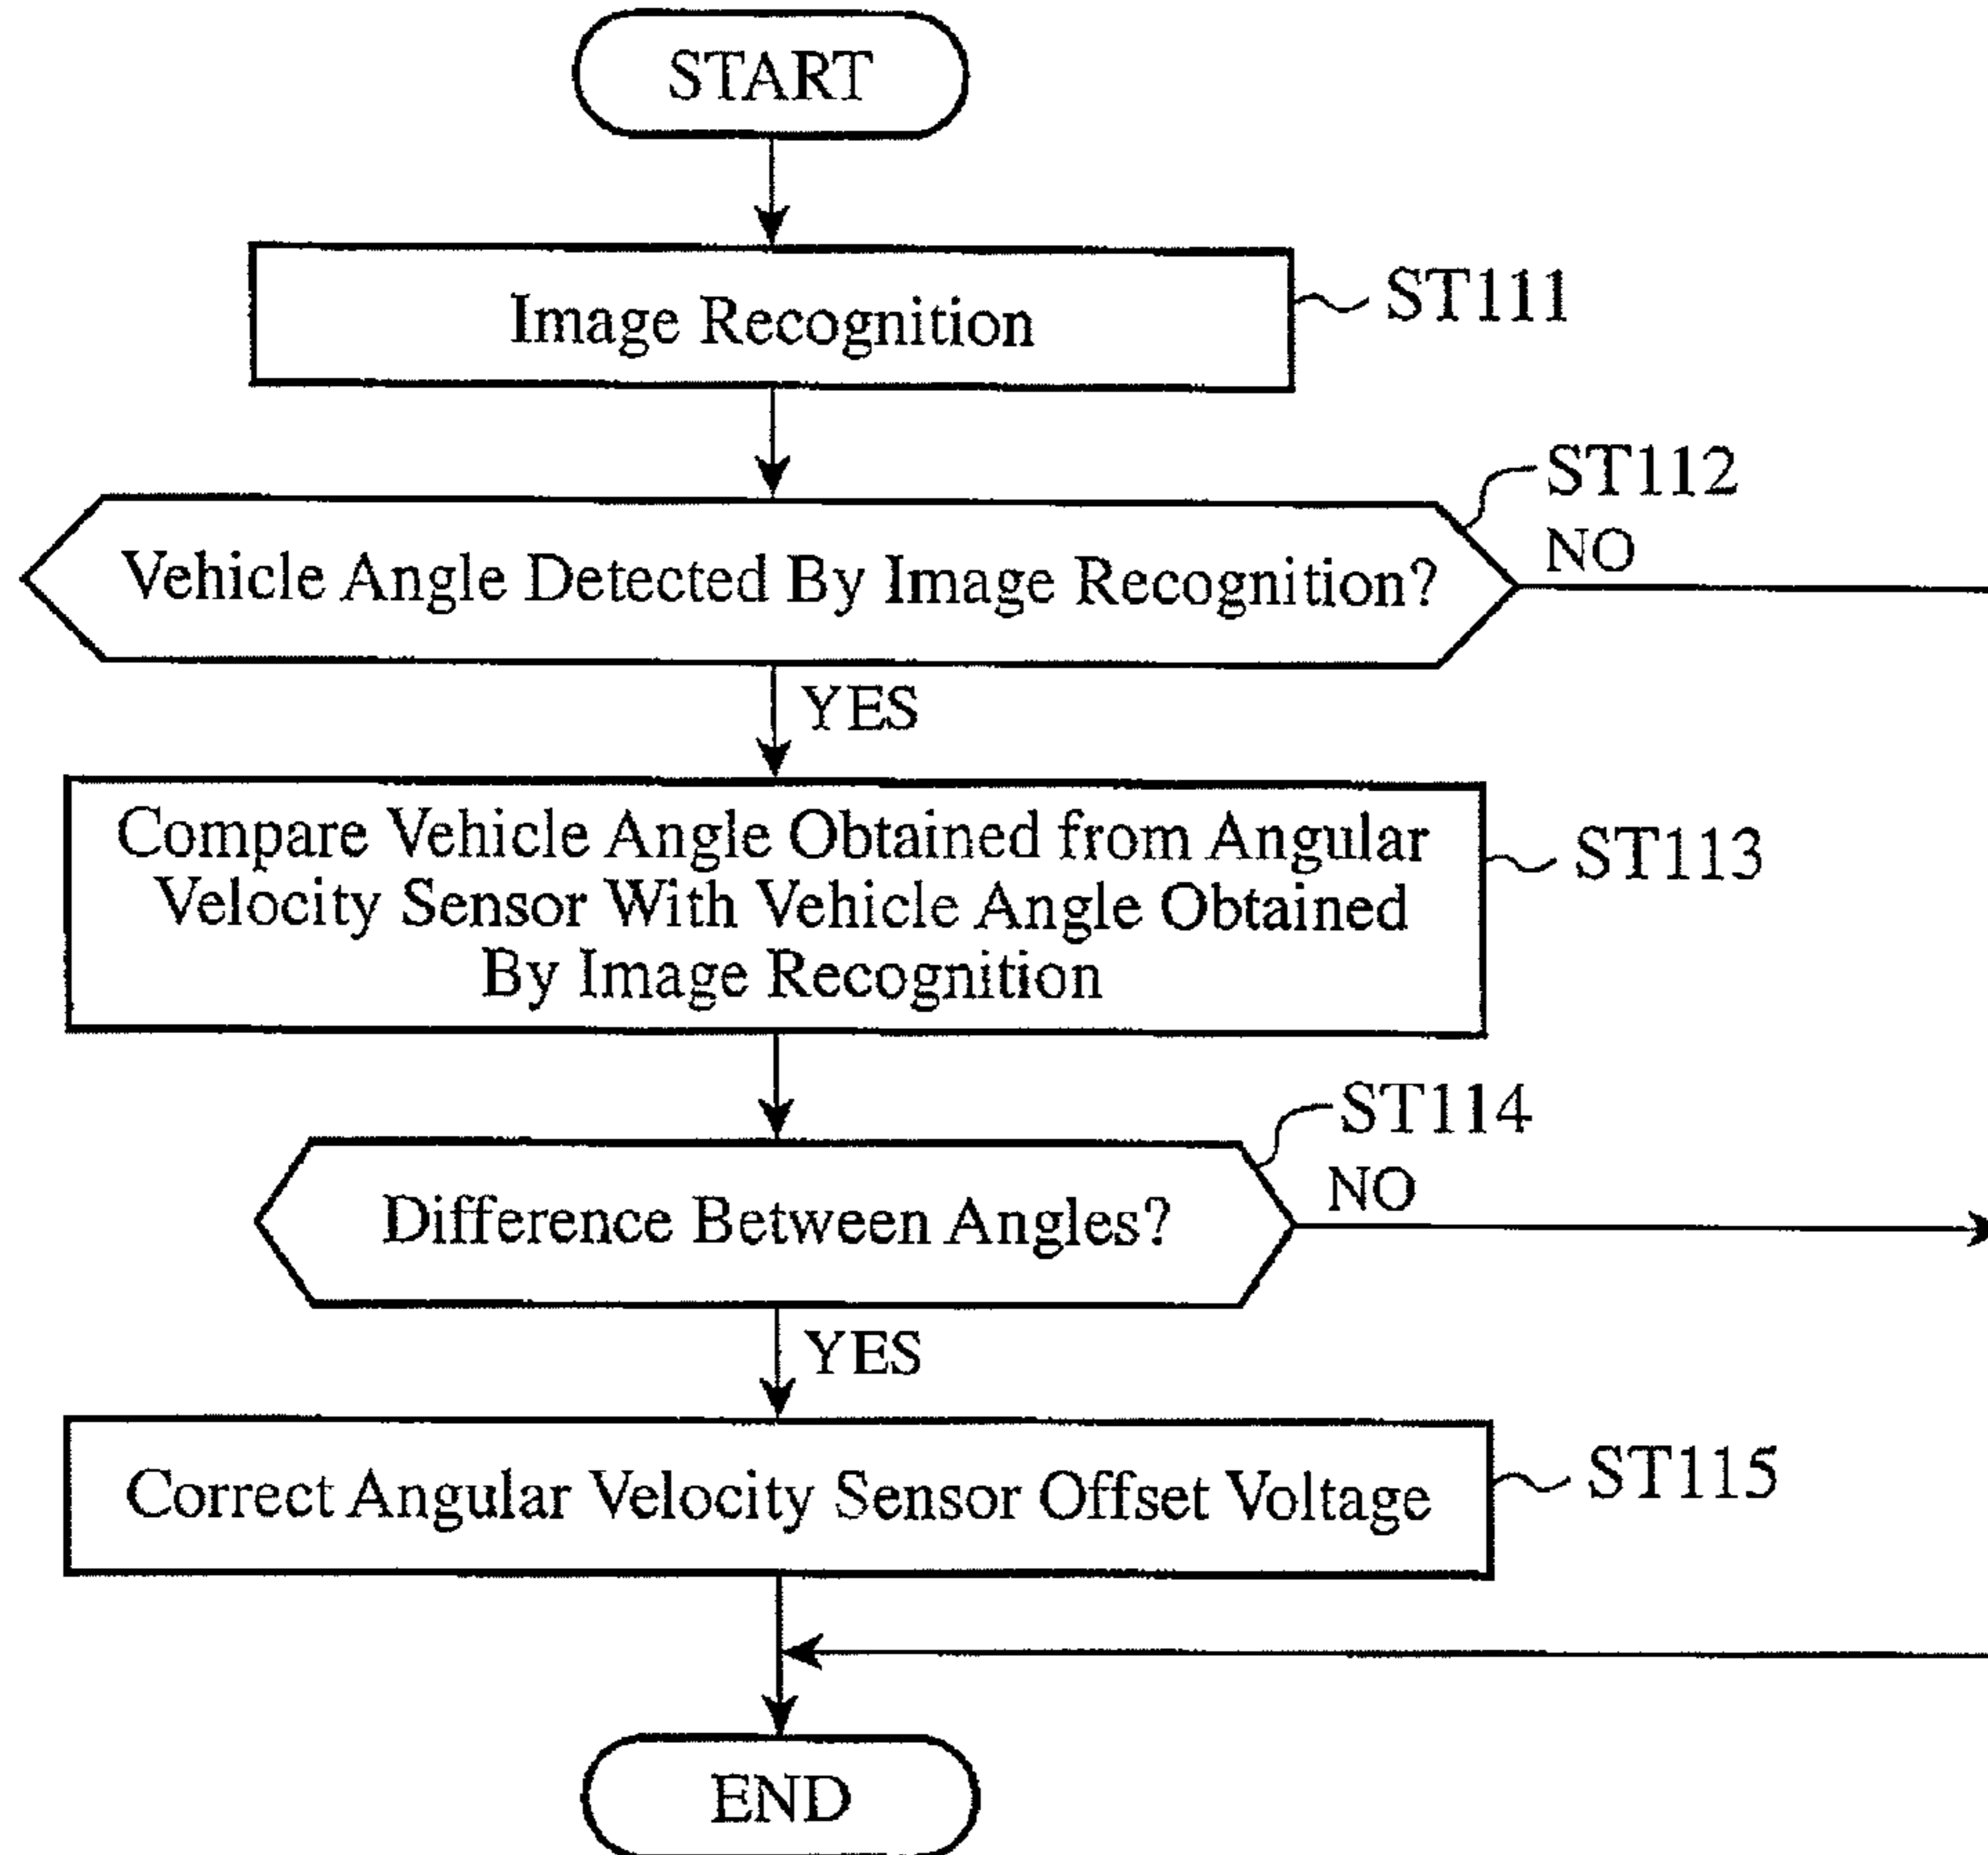 START
Image Recognition
ST111
ST112
NO
Vehicle Angle Detected By Image Recognition?
YES
Compare Vehicle Angle Obtained from Angular
Velocity Sensor With Vehicle Angle Obtained
By Image Recognition
ST113
ST114
NO
Difference Between Angles?
YES
Correct Angular Velocity Sensor Offset Voltage
ST115
END